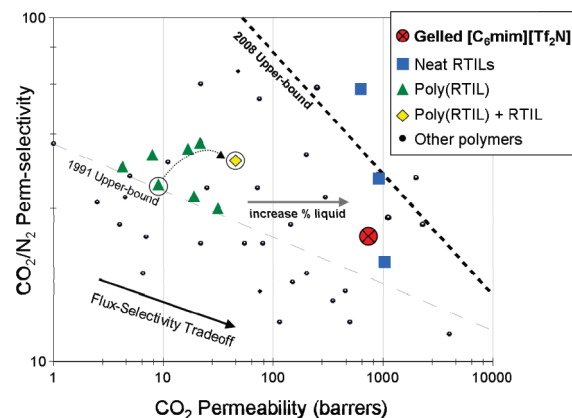 100
CO₂/N₂ Perm-selectivity
10
1
10
100
1000
10000
CO₂ Permeability (barrers)
2008 Upper-bound
1991 Upper-bound
increase % liquid
Flux-Selectivity Tradeoff
Gelled [C₆mim][Tf₂N]
Neat RTILs
Poly(RTIL)
Poly(RTIL) + RTIL
Other polymers